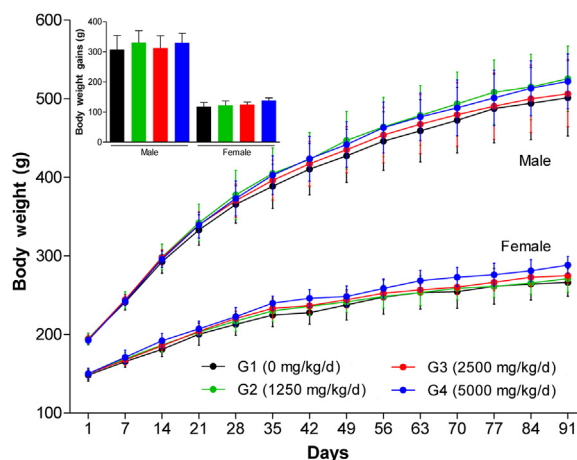 Body weight gains (g)
400
300
200
100
0
Male
Female
Body weight (g)
600
500
400
300
200
100
Male
Female
G1 (0 mg/kg/d)
G3 (2500 mg/kg/d)
G2 (1250 mg/kg/d)
G4 (5000 mg/kg/d)
1 7 14 21 28 35 42 49 56 63 70 77 84 91
Days